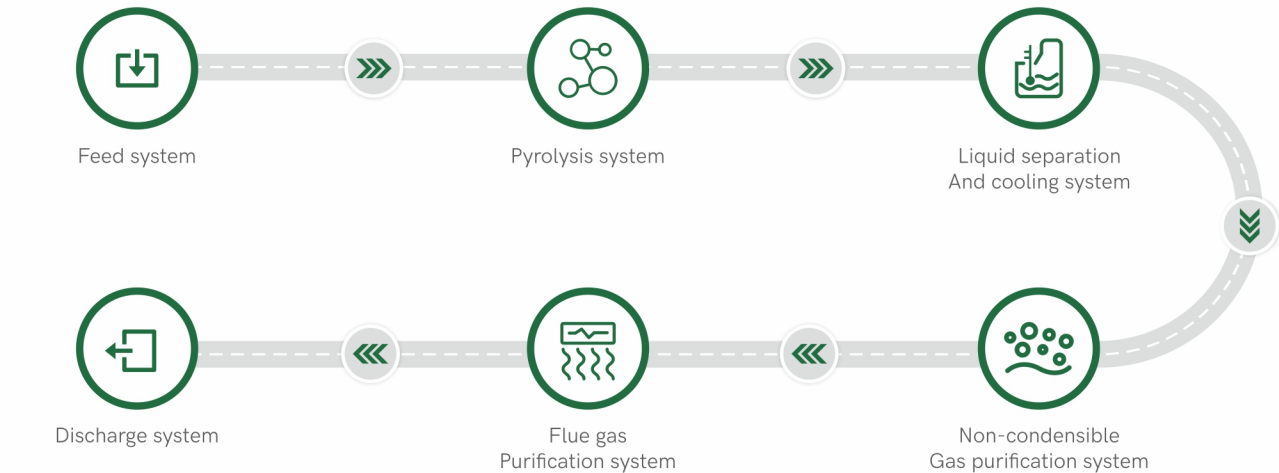 Feed system
Pyrolysis system
Liquid separation
And cooling system
Discharge system
Flue gas
Purification system
Non-condensible
Gas purification system